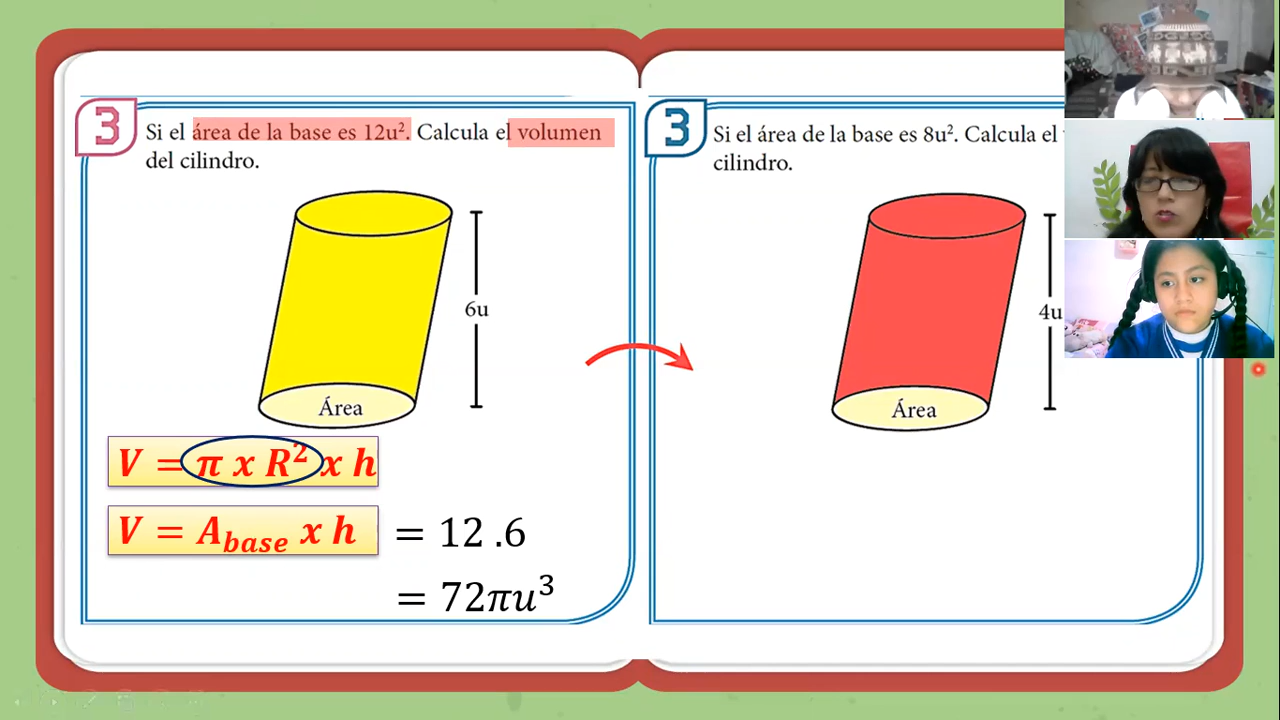 3
Si el área de la base es 12u². Calcula el volumen
del cilindro.
6u
Área
V = π x R² x h
V = A_base x h
= 12 .6
= 72πu³
3
Si el área de la base es 8u². Calcula el
cilindro.
4u
Área